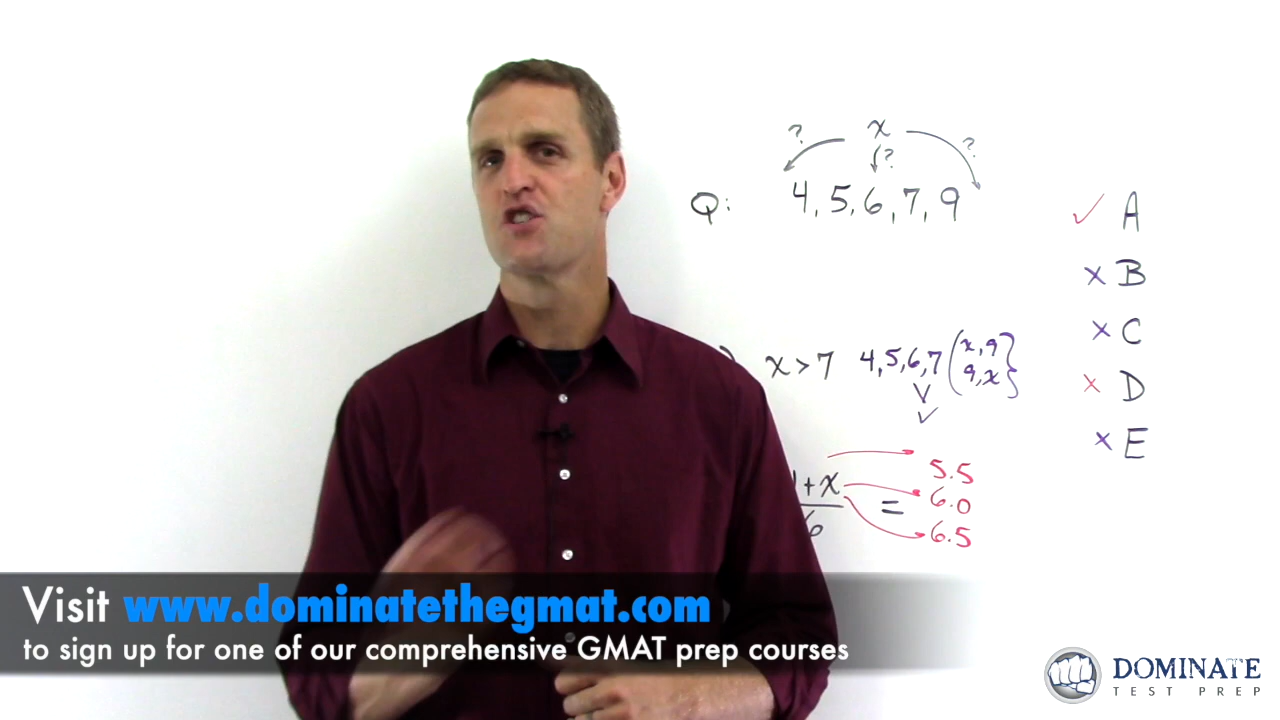 ? x ?
?
Q: 4, 5, 6, 7, 9
✓ A
x B
x C
x D
x E
) x > 7 4, 5, 6, 7 ( x, 9 }
9, x }
✓
+ x
6
=
5.5
6.0
6.5
Visit www.dominatethegmat.com
to sign up for one of our comprehensive GMAT prep courses
DOMINATE
TEST PREP